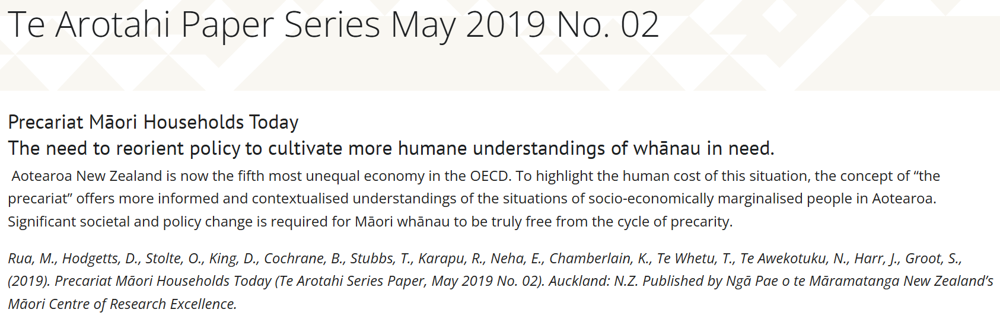 Te Arotahi Paper Series May 2019 No. 02
Precariat Māori Households Today
The need to reorient policy to cultivate more humane understandings of whānau in need.
Aotearoa New Zealand is now the fifth most unequal economy in the OECD. To highlight the human cost of this situation, the concept of “the
precariat” offers more informed and contextualised understandings of the situations of socio-economically marginalised people in Aotearoa.
Significant societal and policy change is required for Māori whānau to be truly free from the cycle of precarity.
Rua, M., Hodgetts, D., Stolte, O., King, D., Cochrane, B., Stubbs, T., Karapu, R., Neha, E., Chamberlain, K., Te Whetu, T., Te Awekotuku, N., Harr, J., Groot, S.,
(2019). Precariat Māori Households Today (Te Arotahi Series Paper, May 2019 No. 02). Auckland: N.Z. Published by Ngā Pae o te Māramatanga New Zealand’s
Māori Centre of Research Excellence.